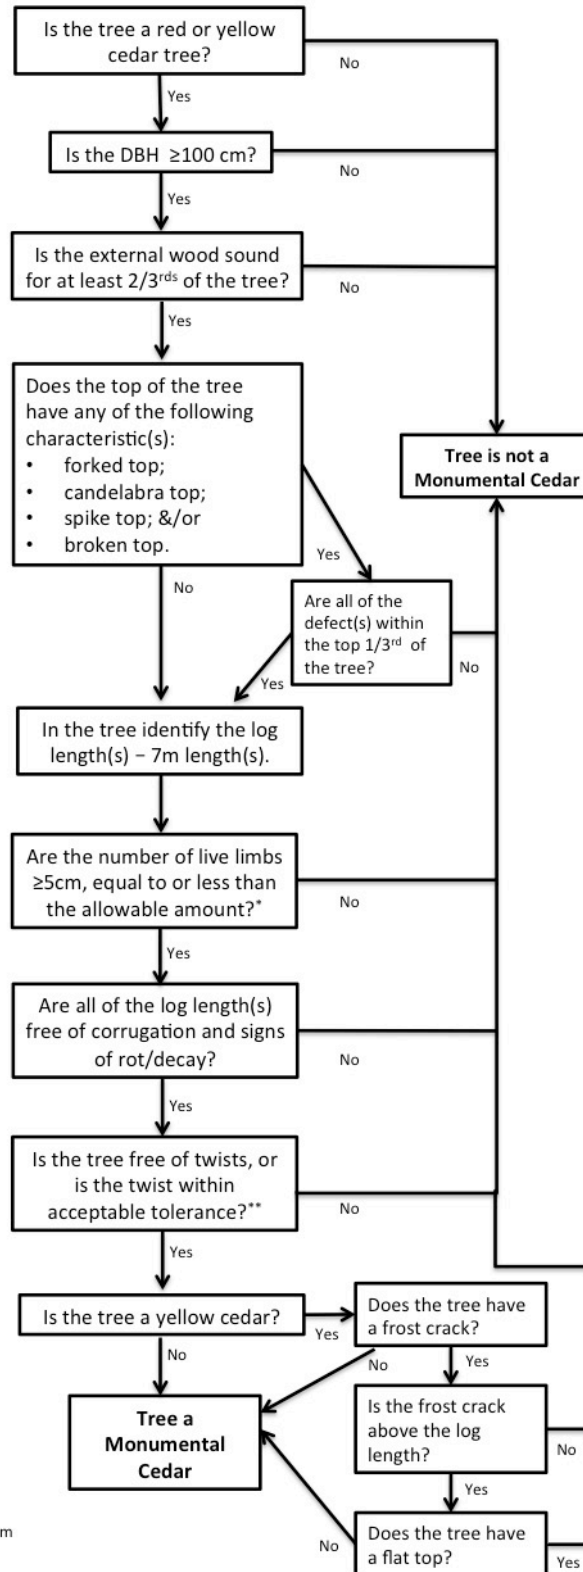 Is the tree a red or yellow
cedar tree?
No
Yes
Is the DBH ≥100 cm?
No
Yes
Is the external wood sound
for at least 2/3rds of the tree?
No
Yes
Does the top of the tree
have any of the following
characteristic(s):
• forked top;
• candelabra top;
• spike top; &/or
• broken top.
Tree is not a
Monumental Cedar
Yes
No
Are all of the
defect(s) within
the top 1/3rd of
the tree?
No
Yes
In the tree identify the log
length(s) – 7m length(s).
Are the number of live limbs
≥5cm, equal to or less than
the allowable amount?*
No
Yes
Are all of the log length(s)
free of corrugation and signs
of rot/decay?
No
Yes
Is the tree free of twists, or
is the twist within
acceptable tolerance?**
No
Yes
Is the tree a yellow cedar?
Yes
Does the tree have
a frost crack?
No
No
Yes
Tree a
Monumental
Cedar
Is the frost crack
above the log
length?
No
Yes
Does the tree have
a flat top?
No
Yes
m